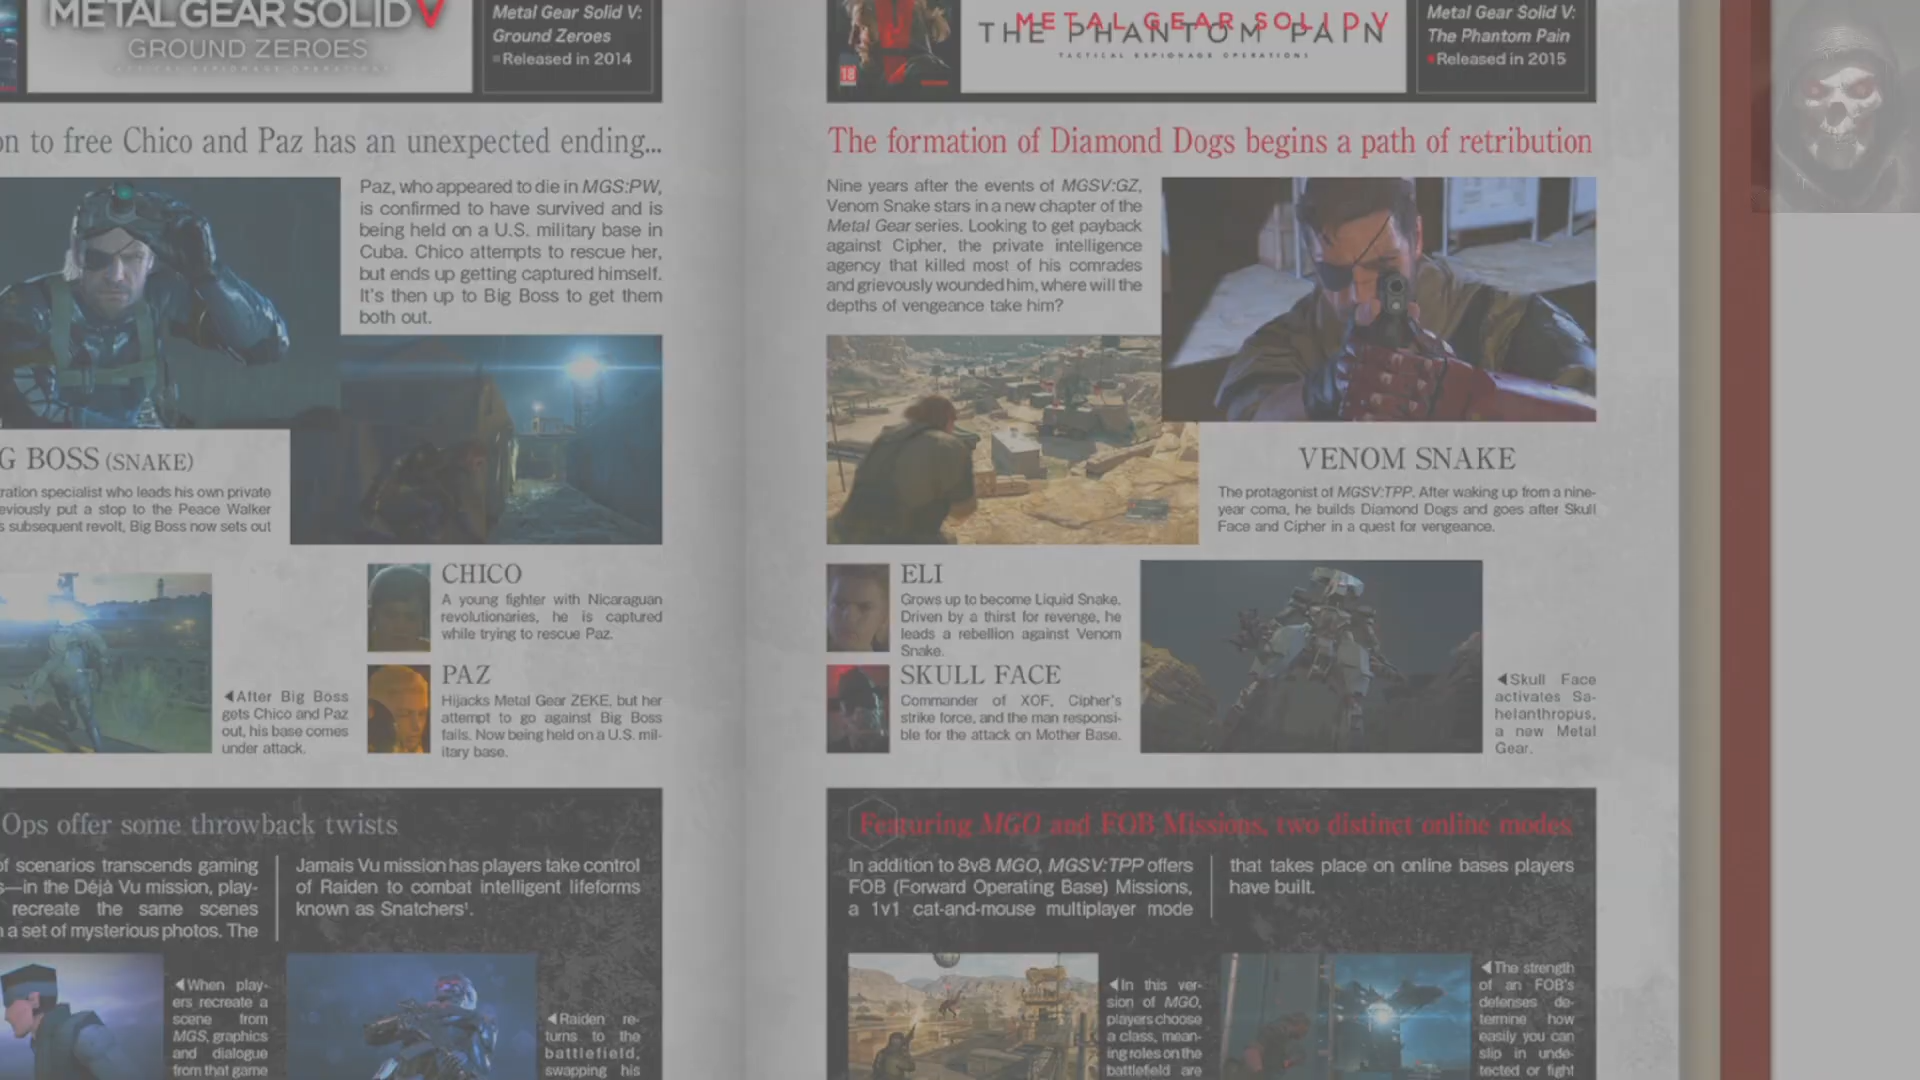 METAL GEAR SOLID V
GROUND ZEROES
TACTICAL ESPIONAGE OPERATIONS
Metal Gear Solid V:
Ground Zeroes
Released in 2014
on to free Chico and Paz has an unexpected ending...
Paz, who appeared to die in MGS:PW,
is confirmed to have survived and is
being held on a U.S. military base in
Cuba. Chico attempts to rescue her,
but ends up getting captured himself.
It's then up to Big Boss to get them
both out.
G BOSS (SNAKE)
ration specialist who leads his own private
eviously put a stop to the Peace Walker
s subsequent revolt, Big Boss now sets out
◀After Big Boss
gets Chico and Paz
out, his base comes
under attack.
CHICO
A young fighter with Nicaraguan
revolutionaries, he is captured
while trying to rescue Paz.
PAZ
Hijacks Metal Gear ZEKE, but her
attempt to go against Big Boss
fails. Now being held on a U.S. mil-
itary base.
Ops offer some throwback twists
of scenarios transcends gaming
s—in the Déjà Vu mission, play-
recreate the same scenes
n a set of mysterious photos. The
Jamais Vu mission has players take control
of Raiden to combat intelligent lifeforms
known as Snatchers¹.
◀When play-
ers recreate a
scene from
MGS, graphics
and dialogue
from that game
◀Raiden re-
turns to the
battlefield,
swapping his
18
METAL GEAR SOLID V
THE PHANTOM PAIN
TACTICAL ESPIONAGE OPERATIONS
Metal Gear Solid V:
The Phantom Pain
Released in 2015
The formation of Diamond Dogs begins a path of retribution
Nine years after the events of MGSV:GZ,
Venom Snake stars in a new chapter of the
Metal Gear series. Looking to get payback
against Cipher, the private intelligence
agency that killed most of his comrades
and grievously wounded him, where will the
depths of vengeance take him?
VENOM SNAKE
The protagonist of MGSV:TPP. After waking up from a nine-
year coma, he builds Diamond Dogs and goes after Skull
Face and Cipher in a quest for vengeance.
ELI
Grows up to become Liquid Snake.
Driven by a thirst for revenge, he
leads a rebellion against Venom
Snake.
SKULL FACE
Commander of XOF, Cipher's
strike force, and the man responsi-
ble for the attack on Mother Base.
◀Skull Face
activates Sa-
helanthropus,
a new Metal
Gear.
Featuring MGO and FOB Missions, two distinct online modes
In addition to 8v8 MGO, MGSV:TPP offers
FOB (Forward Operating Base) Missions,
a 1v1 cat-and-mouse multiplayer mode
that takes place on online bases players
have built.
◀In this ver-
sion of MGO,
players choose
a class, mean-
ing roles on the
battlefield are
◀The strength
of an FOB's
defenses de-
termine how
easily you can
slip in unde-
tected or fight